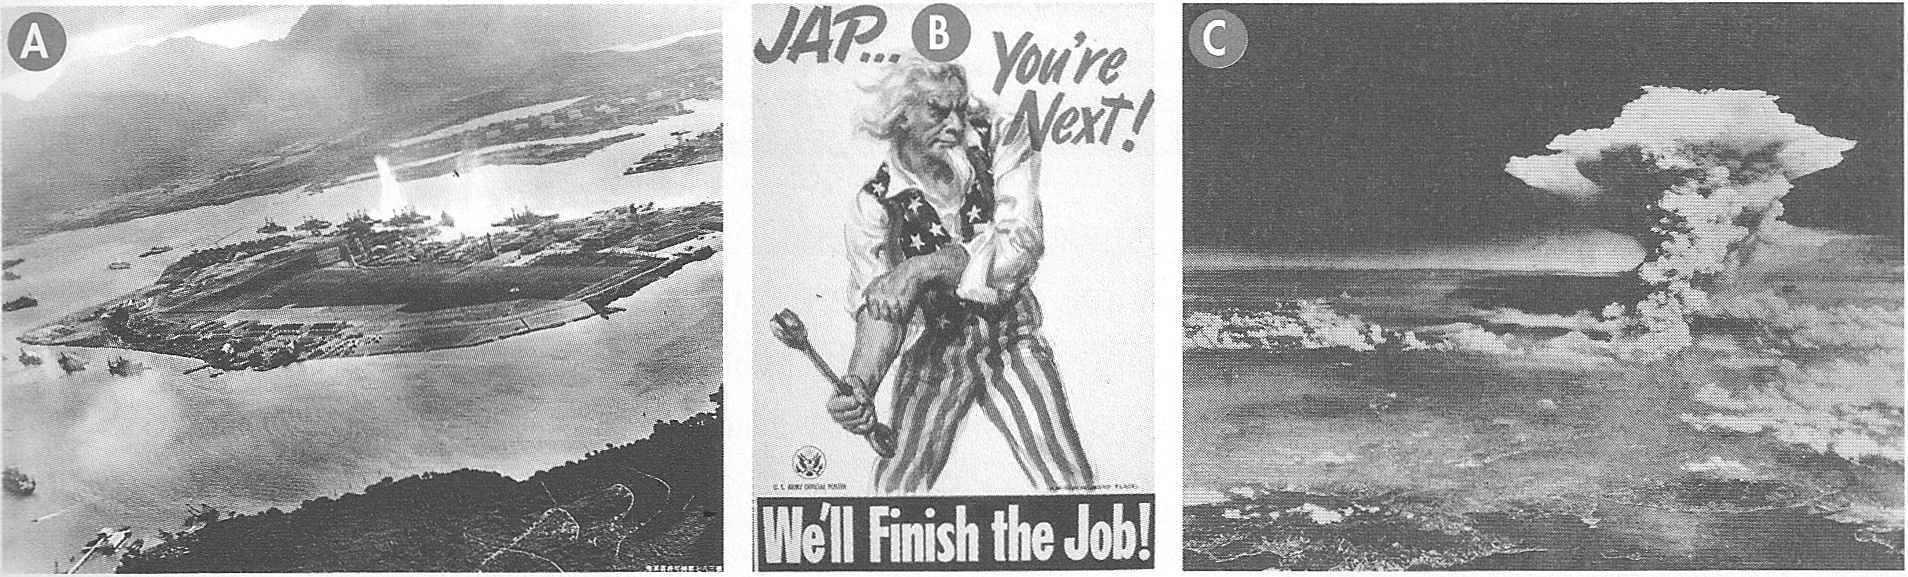 A
JAP...
B
You're
Next!
U. S. ARMY OFFICIAL POSTER
We'll Finish the Job!
C